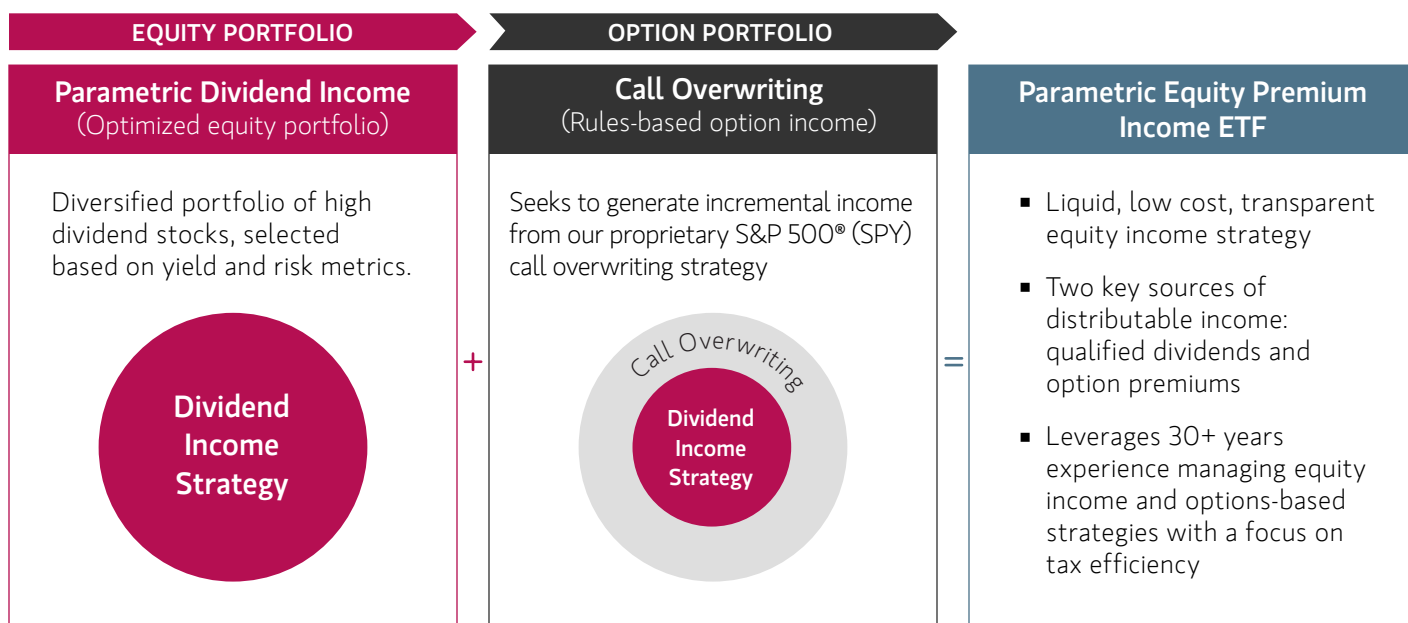 EQUITY PORTFOLIO
OPTION PORTFOLIO
Parametric Dividend Income
(Optimized equity portfolio)
Diversified portfolio of high
dividend stocks, selected
based on yield and risk metrics.
Dividend
Income
Strategy
+
Call Overwriting
(Rules-based option income)
Seeks to generate incremental income
from our proprietary S&P 500® (SPY)
call overwriting strategy
Call Overwriting
Dividend
Income
Strategy
=
Parametric Equity Premium
Income ETF
▪ Liquid, low cost, transparent
equity income strategy
▪ Two key sources of
distributable income:
qualified dividends and
option premiums
▪ Leverages 30+ years
experience managing equity
income and options-based
strategies with a focus on
tax efficiency